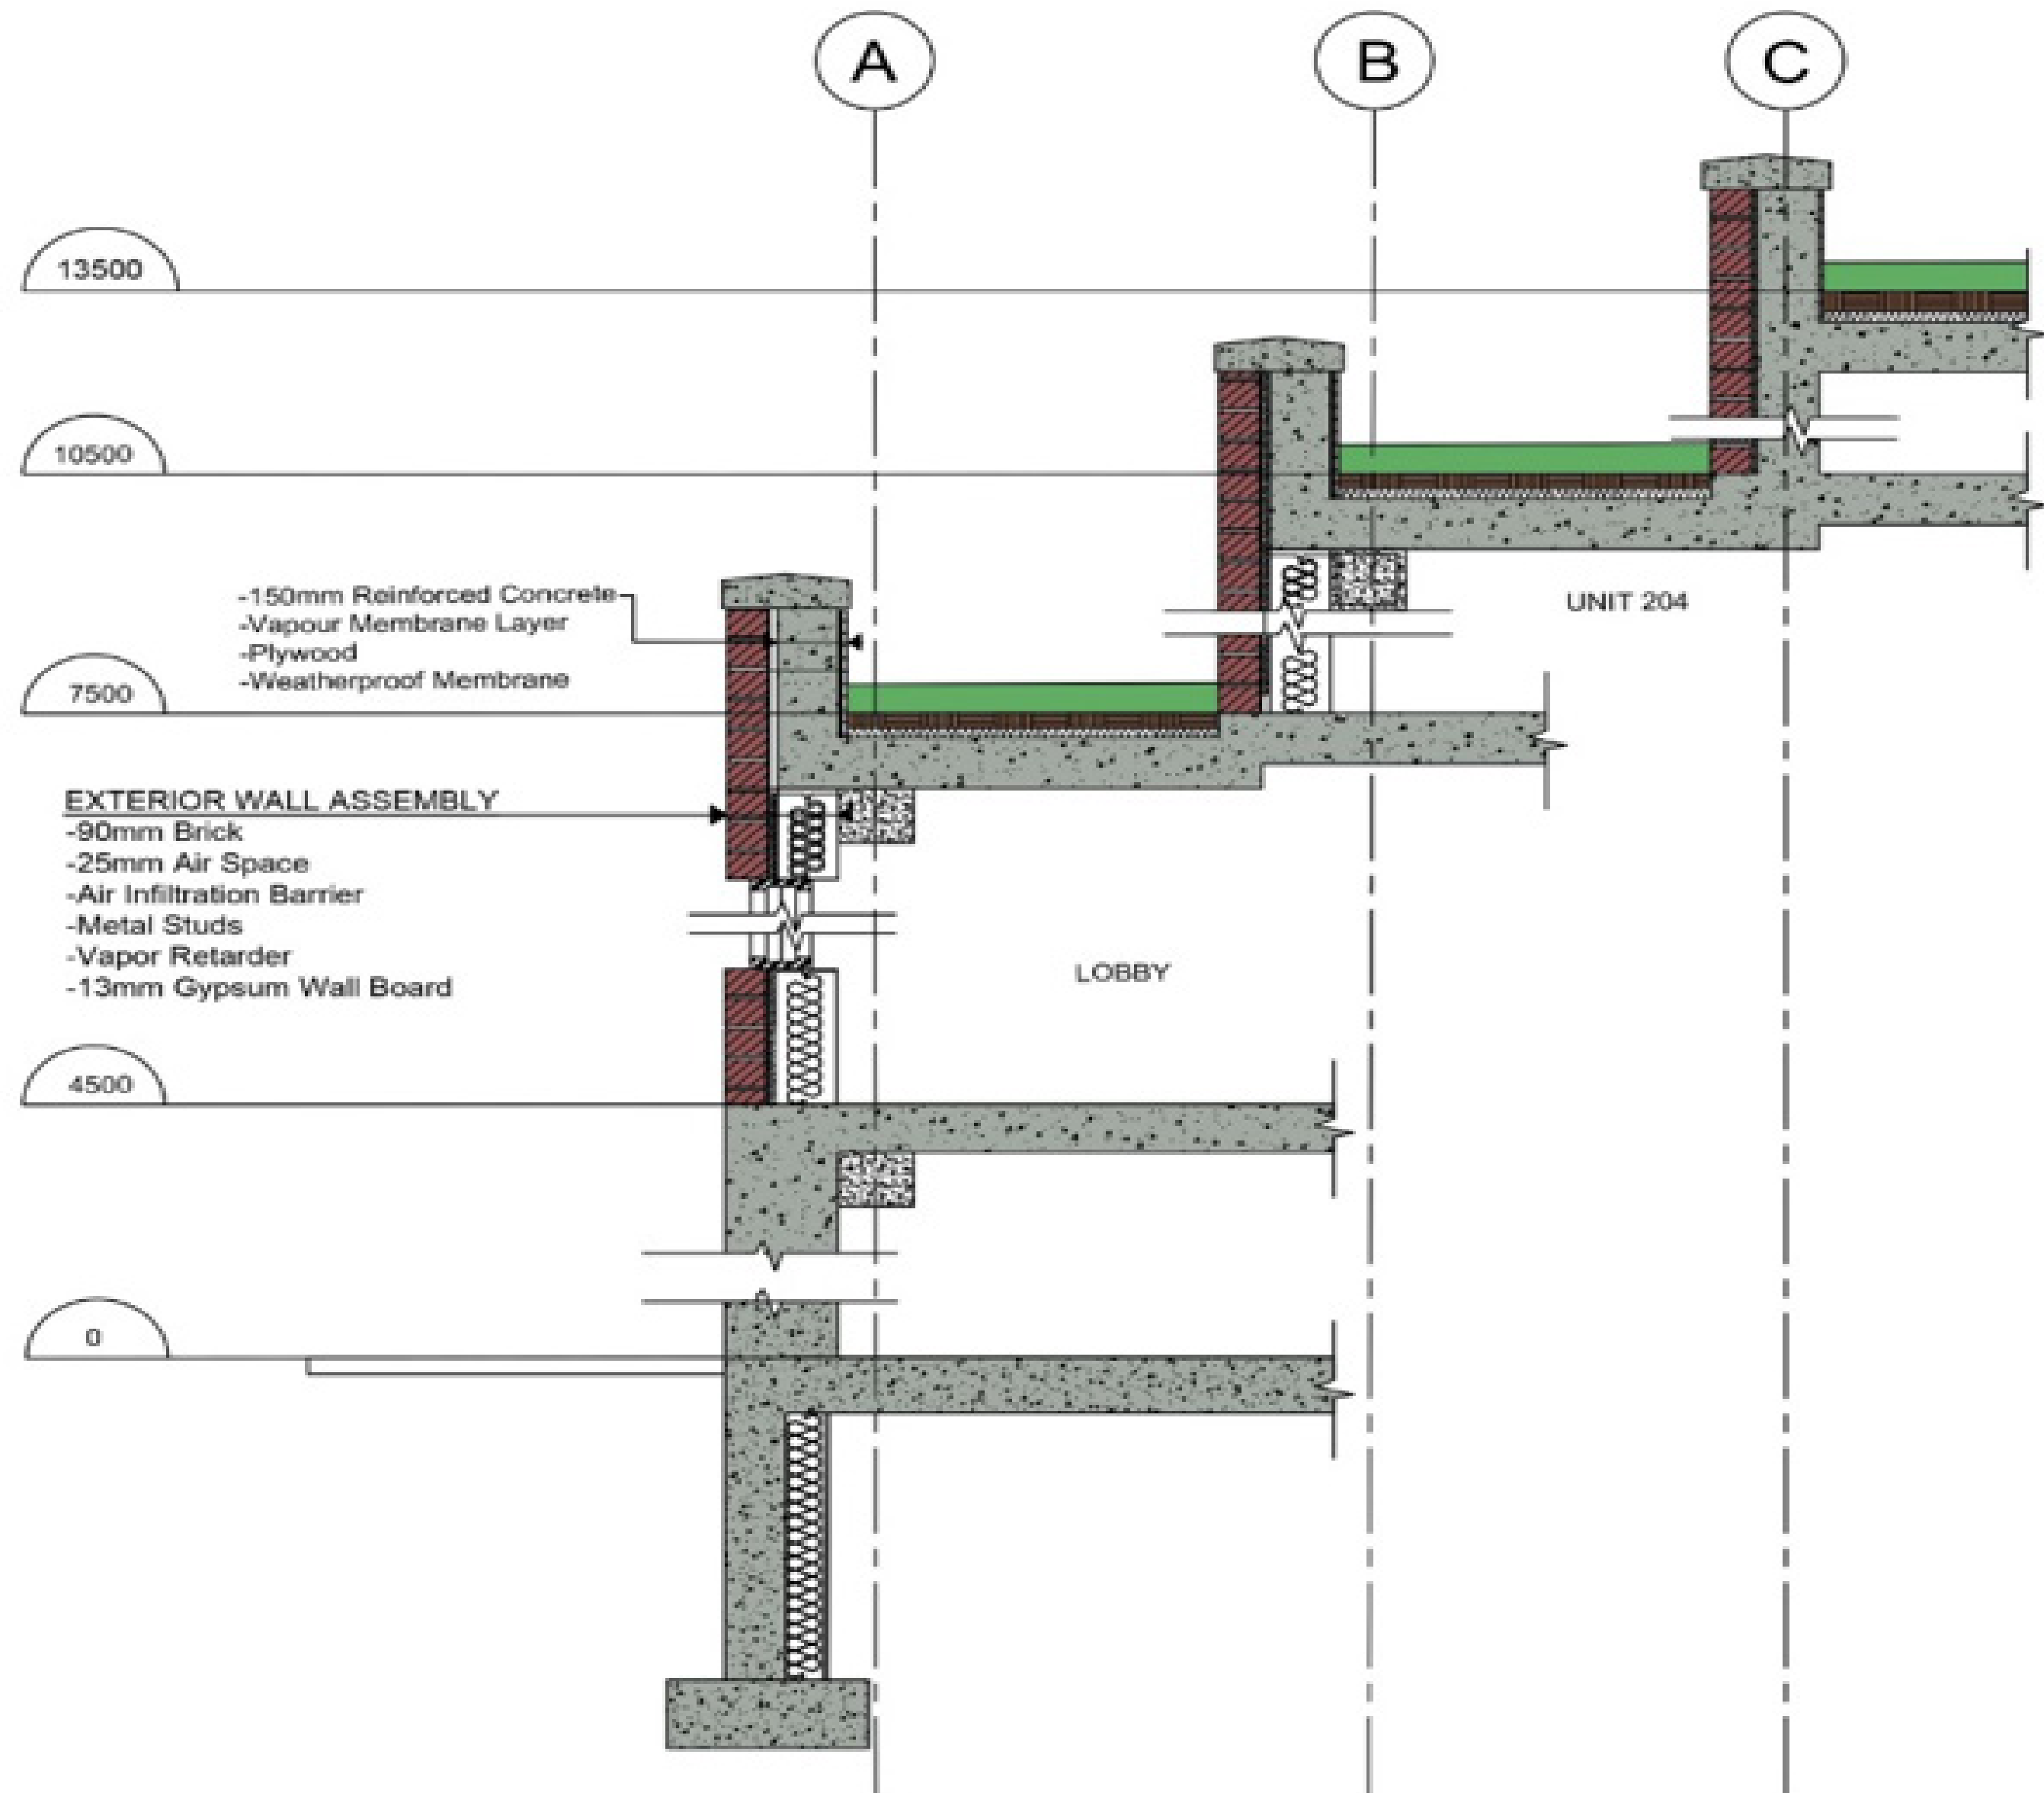 A B C
13500
10500
-150mm Reinforced Concrete
-Vapour Membrane Layer
-Plywood
-Weatherproof Membrane
UNIT 204
7500
EXTERIOR WALL ASSEMBLY
-90mm Brick
-25mm Air Space
-Air Infiltration Barrier
-Metal Studs
-Vapor Retarder
-13mm Gypsum Wall Board
LOBBY
4500
0